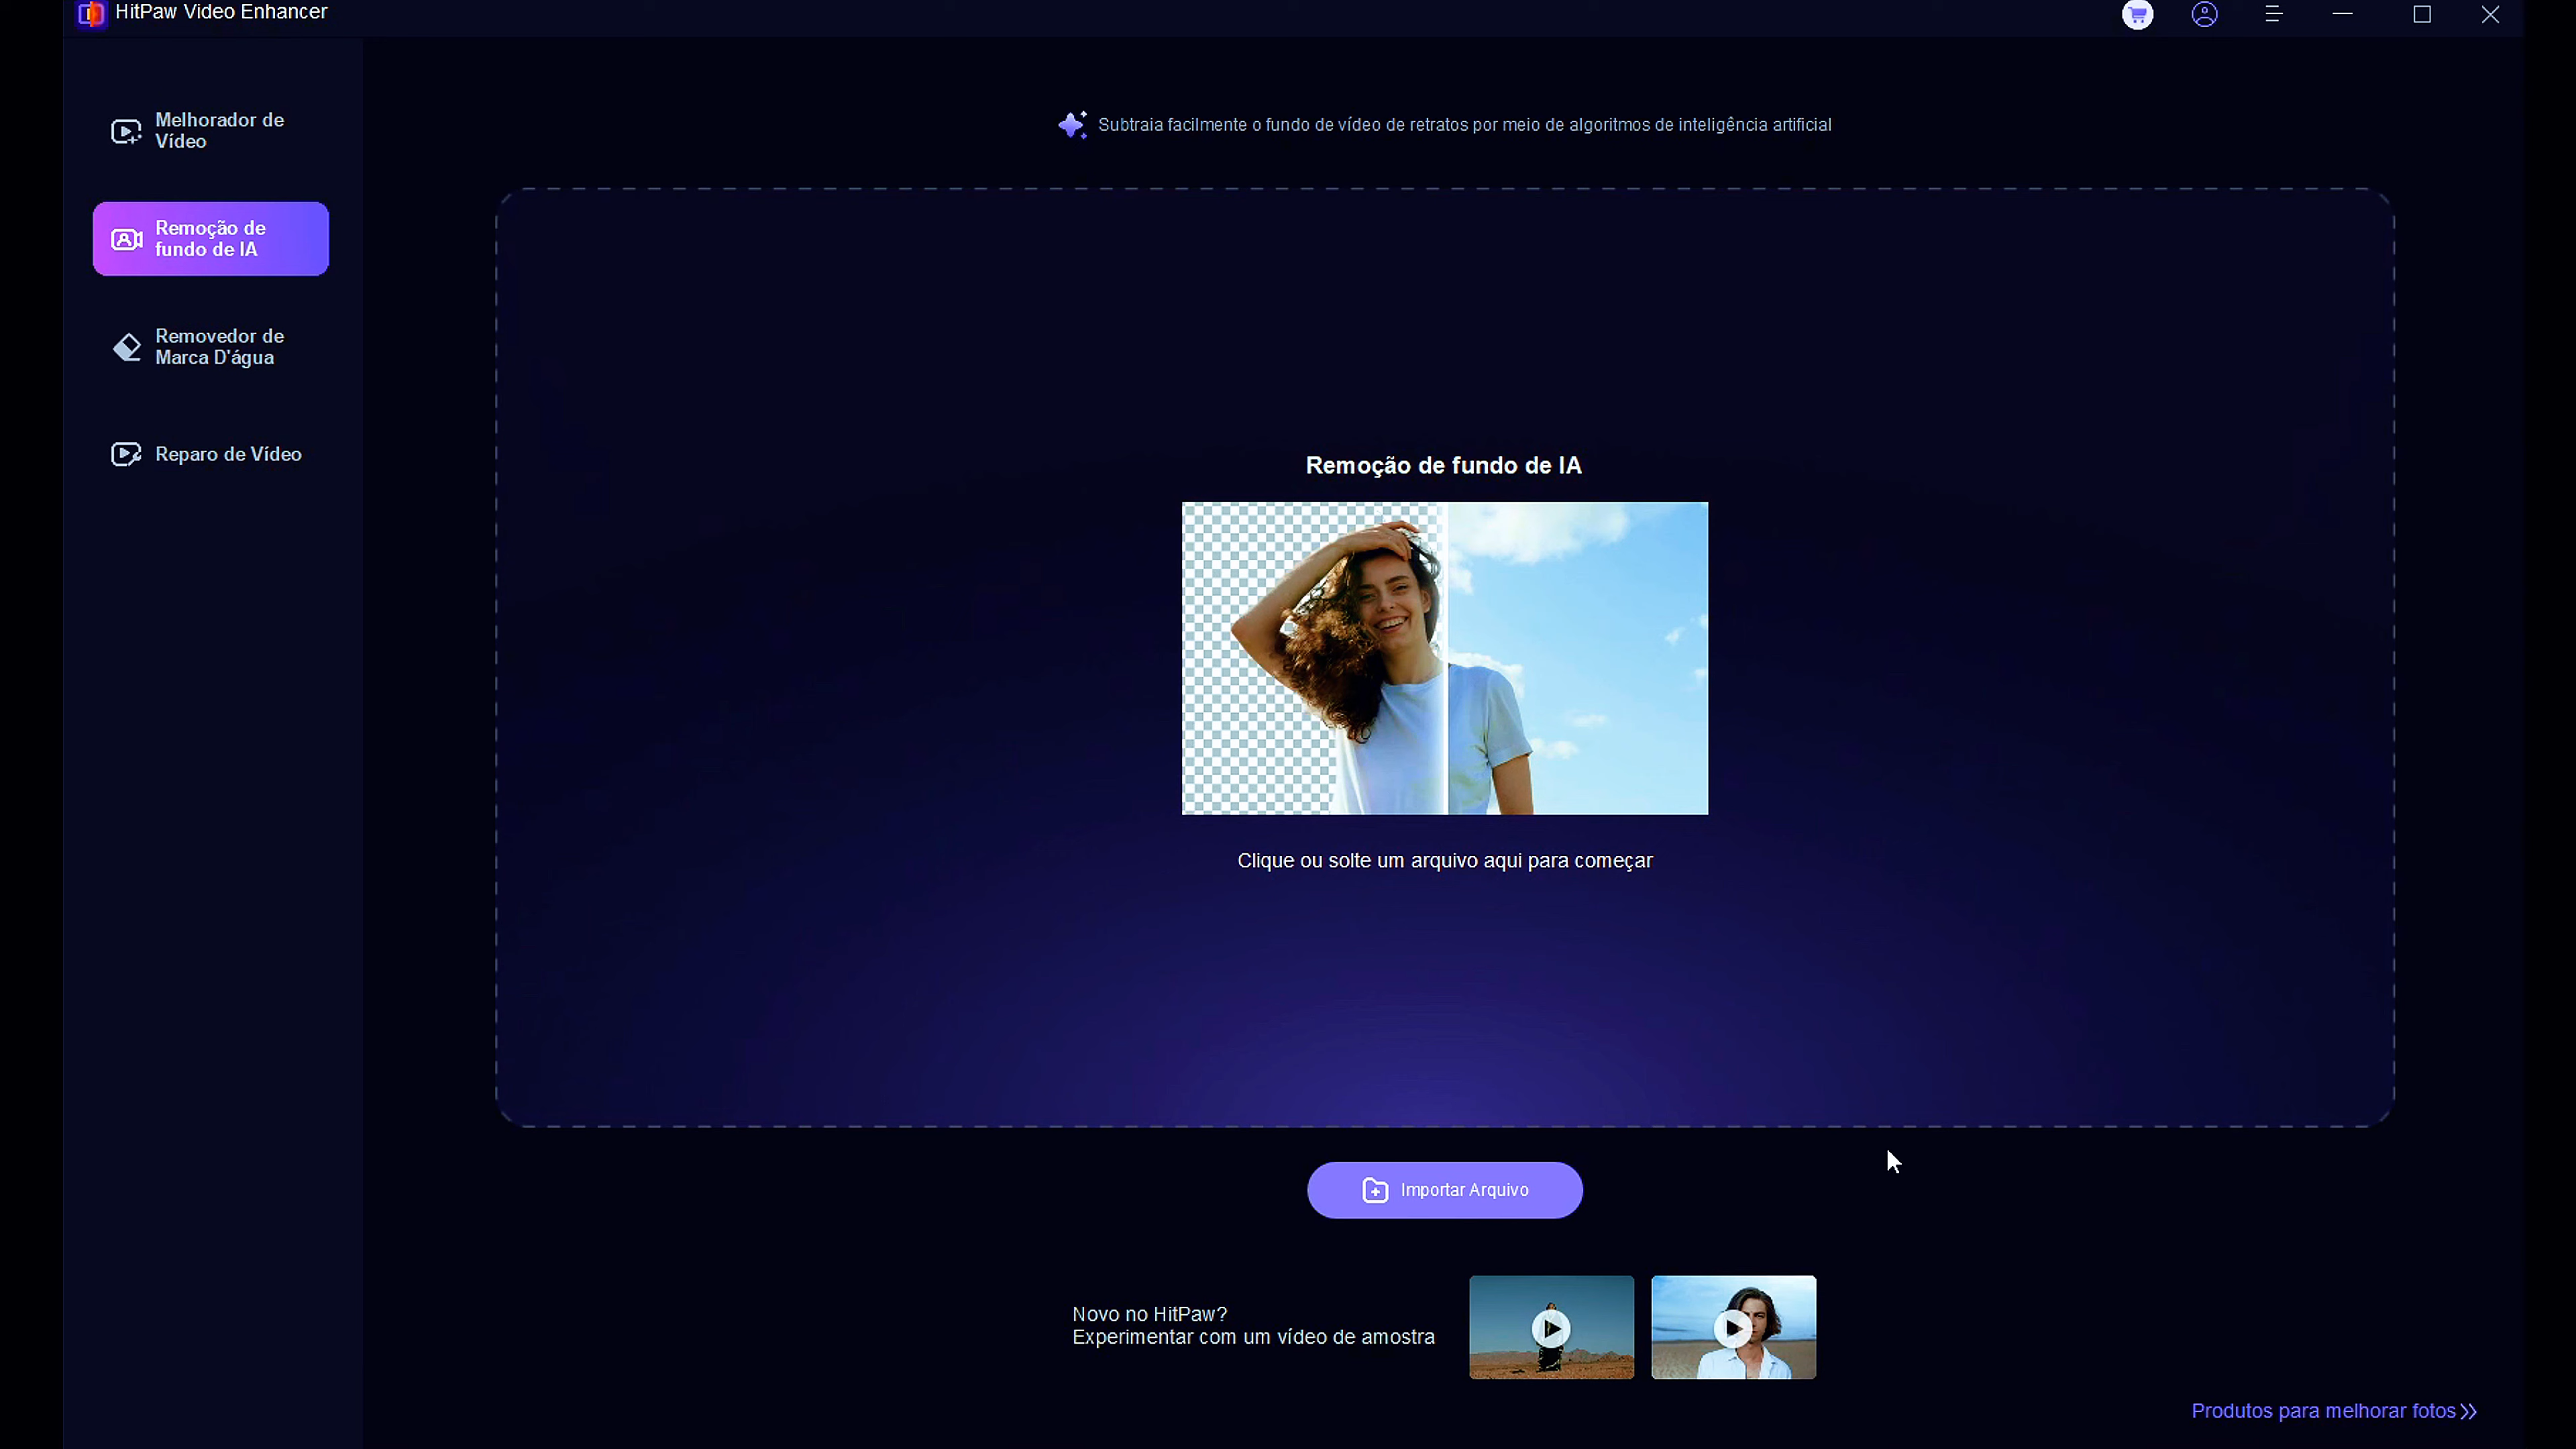 HitPaw Video Enhancer
Melhorador de
Vídeo
Remoção de
fundo de IA
Removedor de
Marca D'água
Reparo de Vídeo
Subtraia facilmente o fundo de vídeo de retratos por meio de algoritmos de inteligência artificial
Remoção de fundo de IA
Clique ou solte um arquivo aqui para começar
Importar Arquivo
Novo no HitPaw?
Experimentar com um vídeo de amostra
Produtos para melhorar fotos